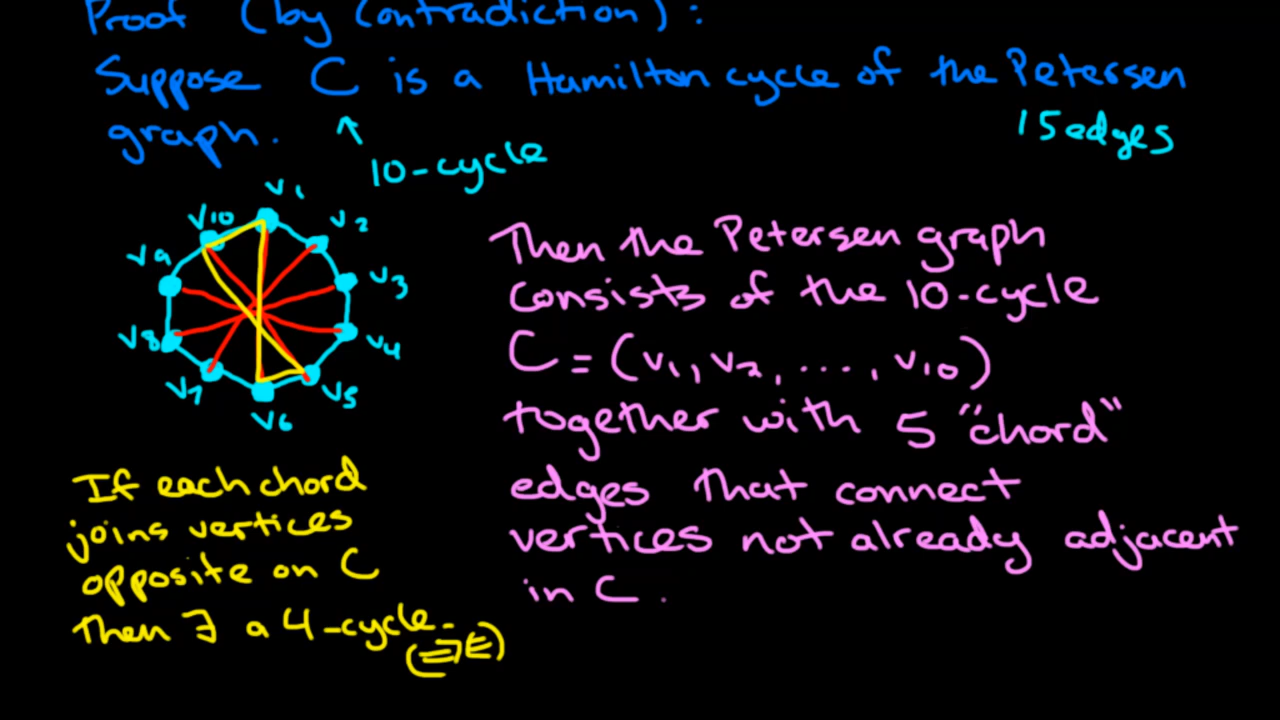 Proof (by Contradiction):
Suppose C is a Hamilton cycle of the Petersen
graph.
15 edges
10-cycle
v1
v2
v3
v4
v5
v6
v7
v8
v9
v10
Then the Petersen graph
consists of the 10-cycle
C = (v1, v2, ..., v10)
together with 5 "chord"
edges that connect
vertices not already adjacent
in C.
If each chord
joins vertices
opposite on C
Then ∃ a 4-cycle.
(⇒⇐)